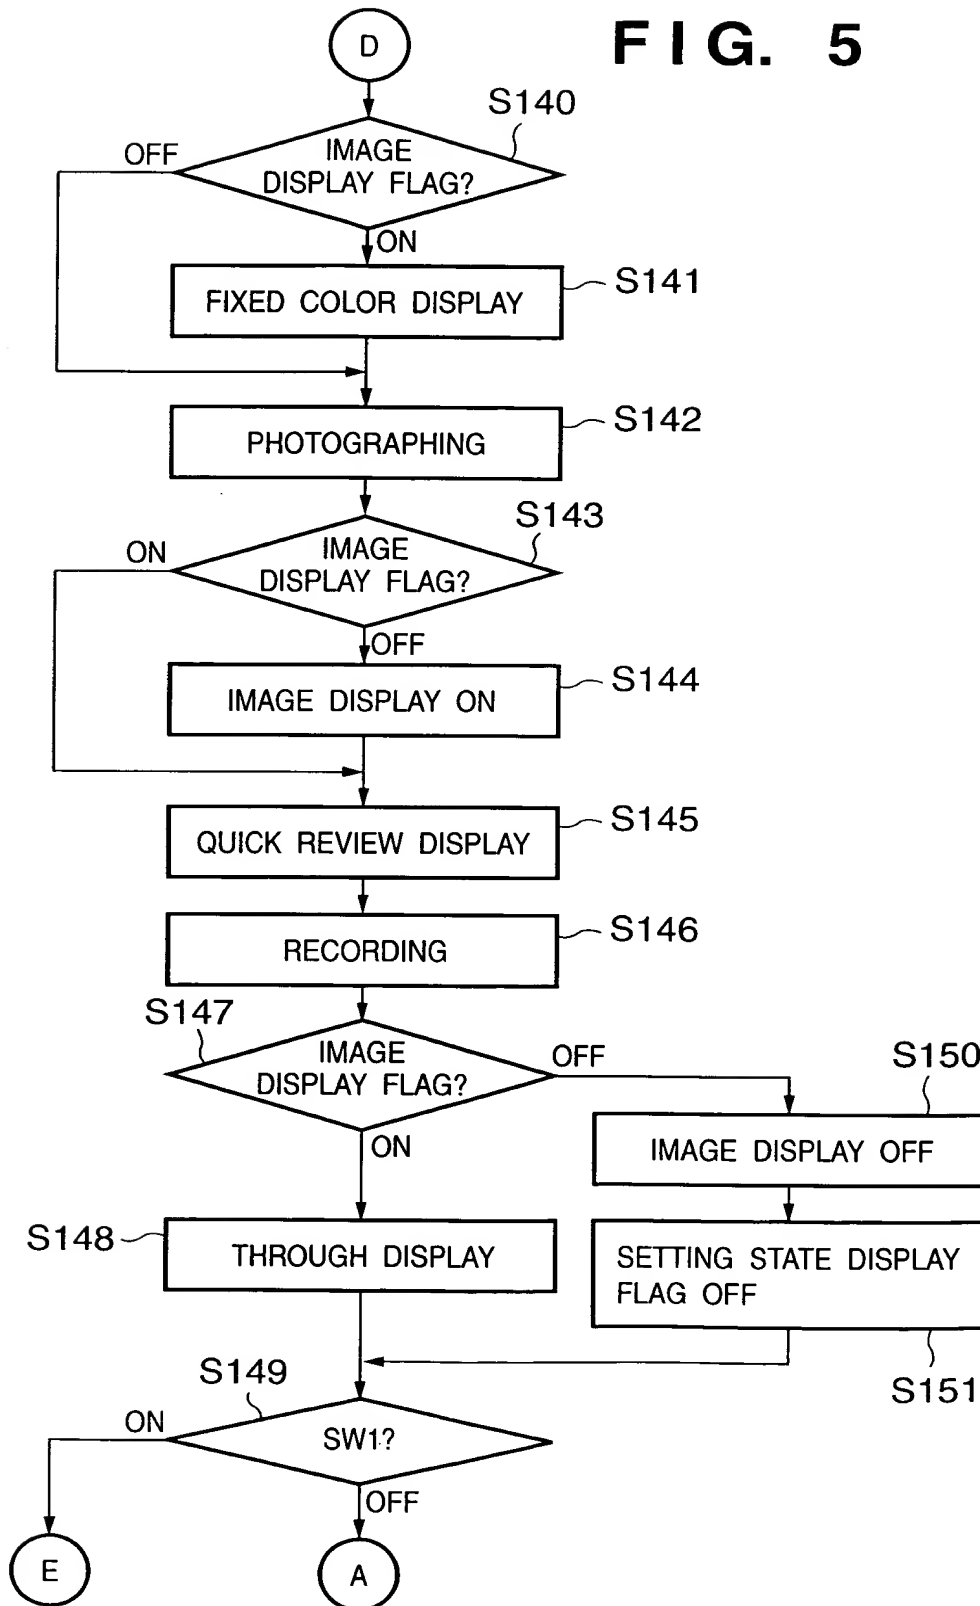 FIG. 5
D
S140
OFF
IMAGE
DISPLAY FLAG?
ON
S141
FIXED COLOR DISPLAY
S142
PHOTOGRAPHING
S143
ON
IMAGE
DISPLAY FLAG?
OFF
S144
IMAGE DISPLAY ON
S145
QUICK REVIEW DISPLAY
S146
RECORDING
S147
IMAGE
DISPLAY FLAG?
OFF
S150
ON
IMAGE DISPLAY OFF
S148
THROUGH DISPLAY
SETTING STATE DISPLAY
FLAG OFF
S151
S149
ON
SW1?
OFF
E
A